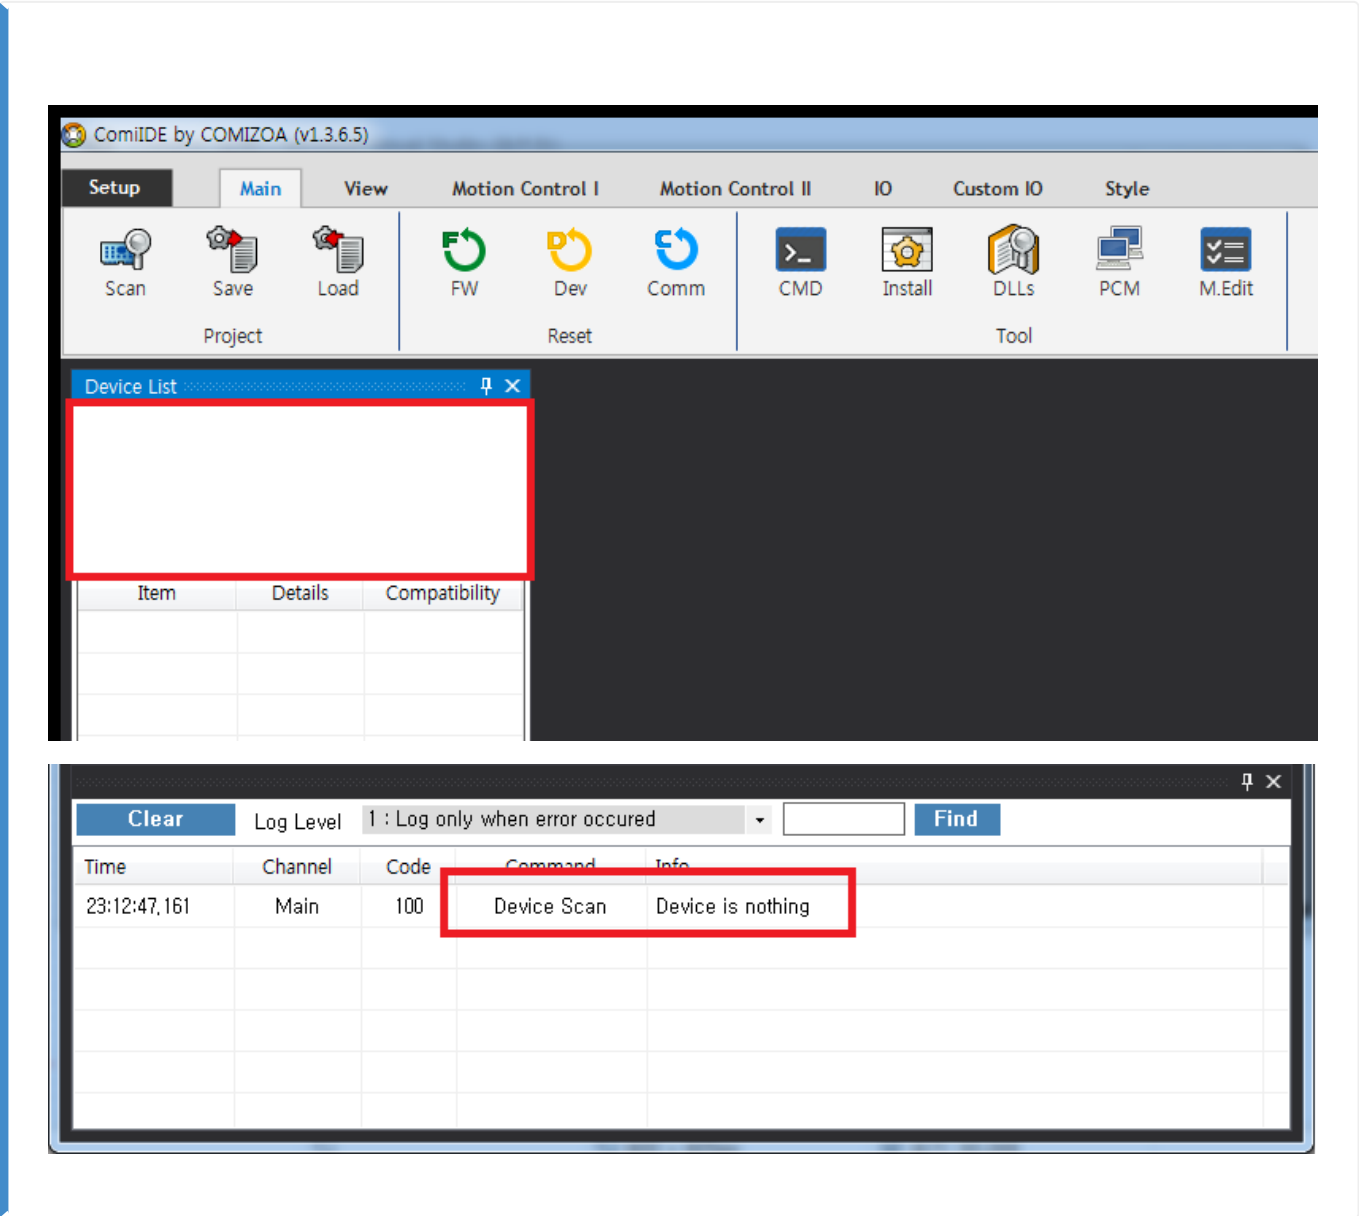 ComiIDE by COMIZOA (v1.3.6.5)
Setup Main View Motion Control I Motion Control II IO Custom IO Style
Scan Save Load FW Dev Comm CMD Install DLLs PCM M.Edit
Project Reset Tool
Device List
Item Details Compatibility
Clear Log Level 1 : Log only when error occured Find
Time Channel Code Command Info
23:12:47,161 Main 100 Device Scan Device is nothing